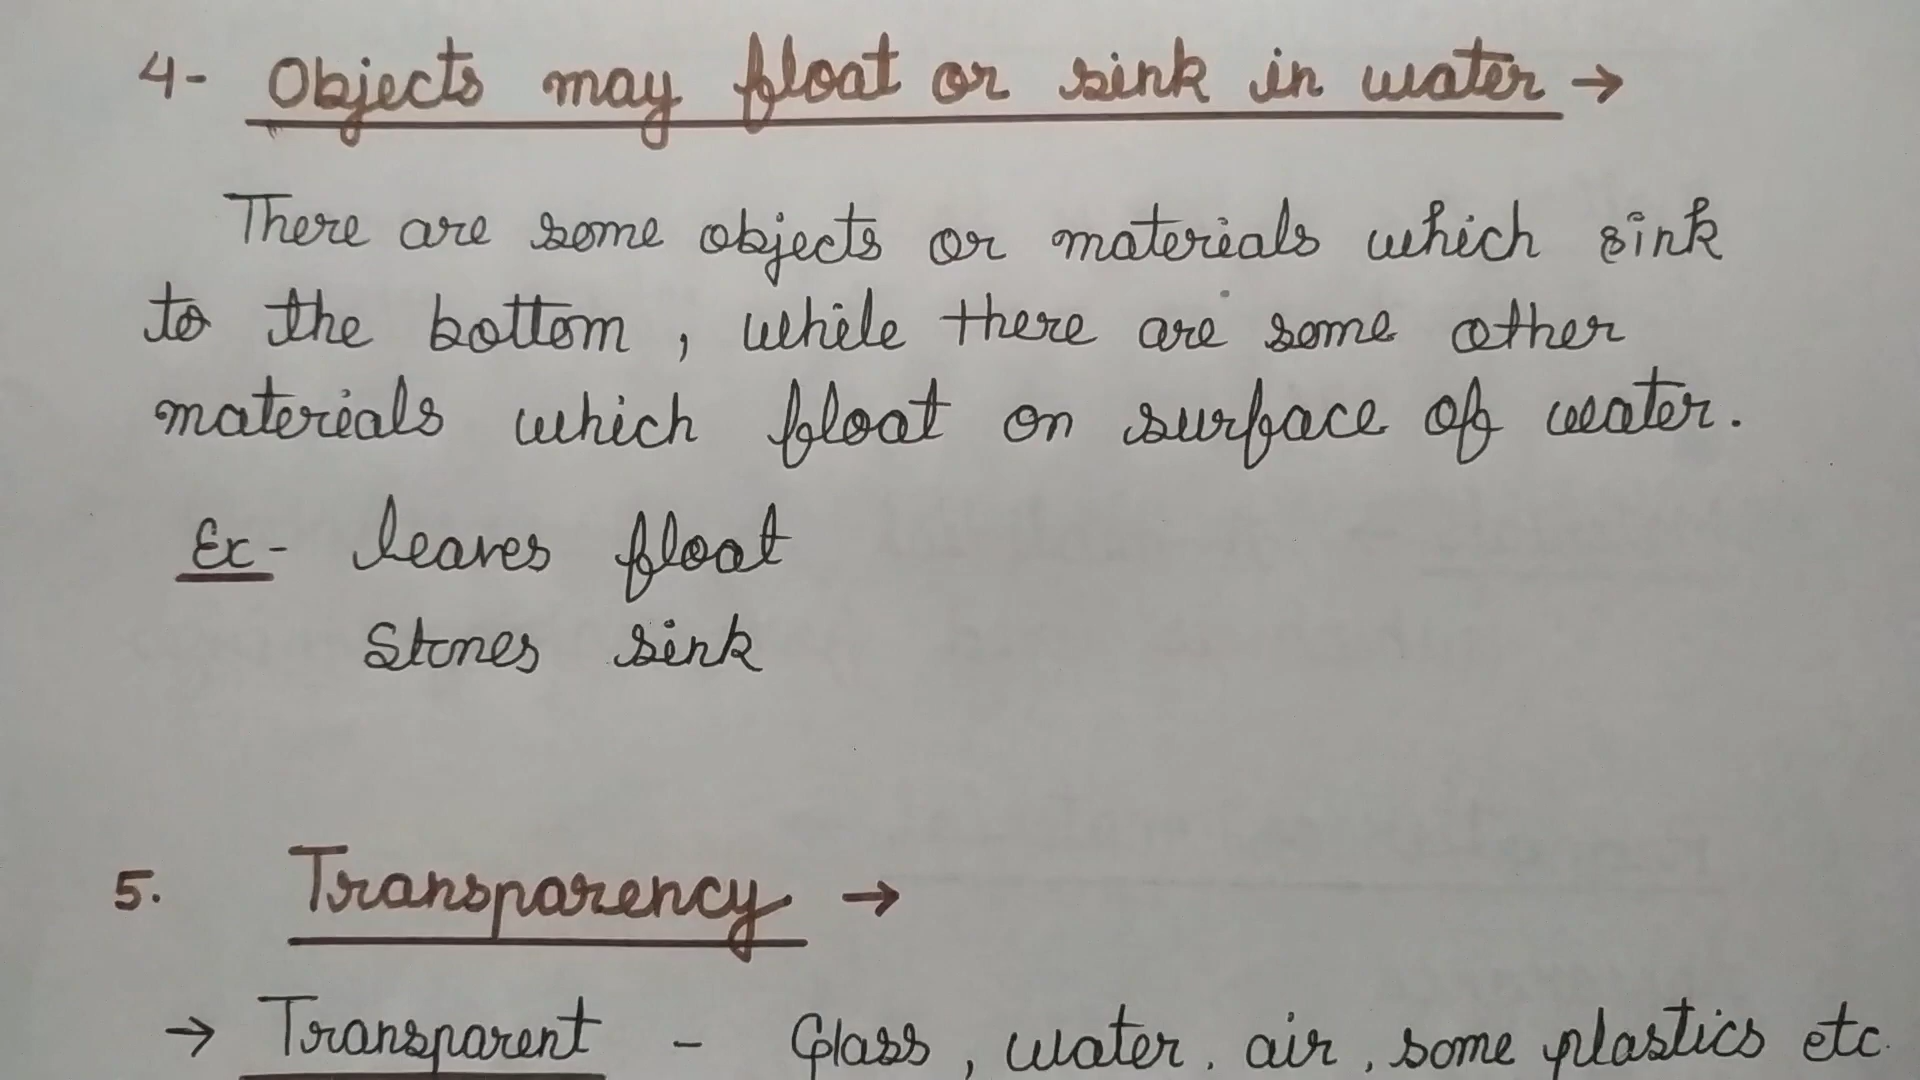 4- Objects may float or sink in water →
There are some objects or materials which sink
to the bottom , while there are some other
materials which float on surface of water.
Ex- leaves float
Stones sink
5. Transparency →
→ Transparent - Glass, water, air, some plastics etc.